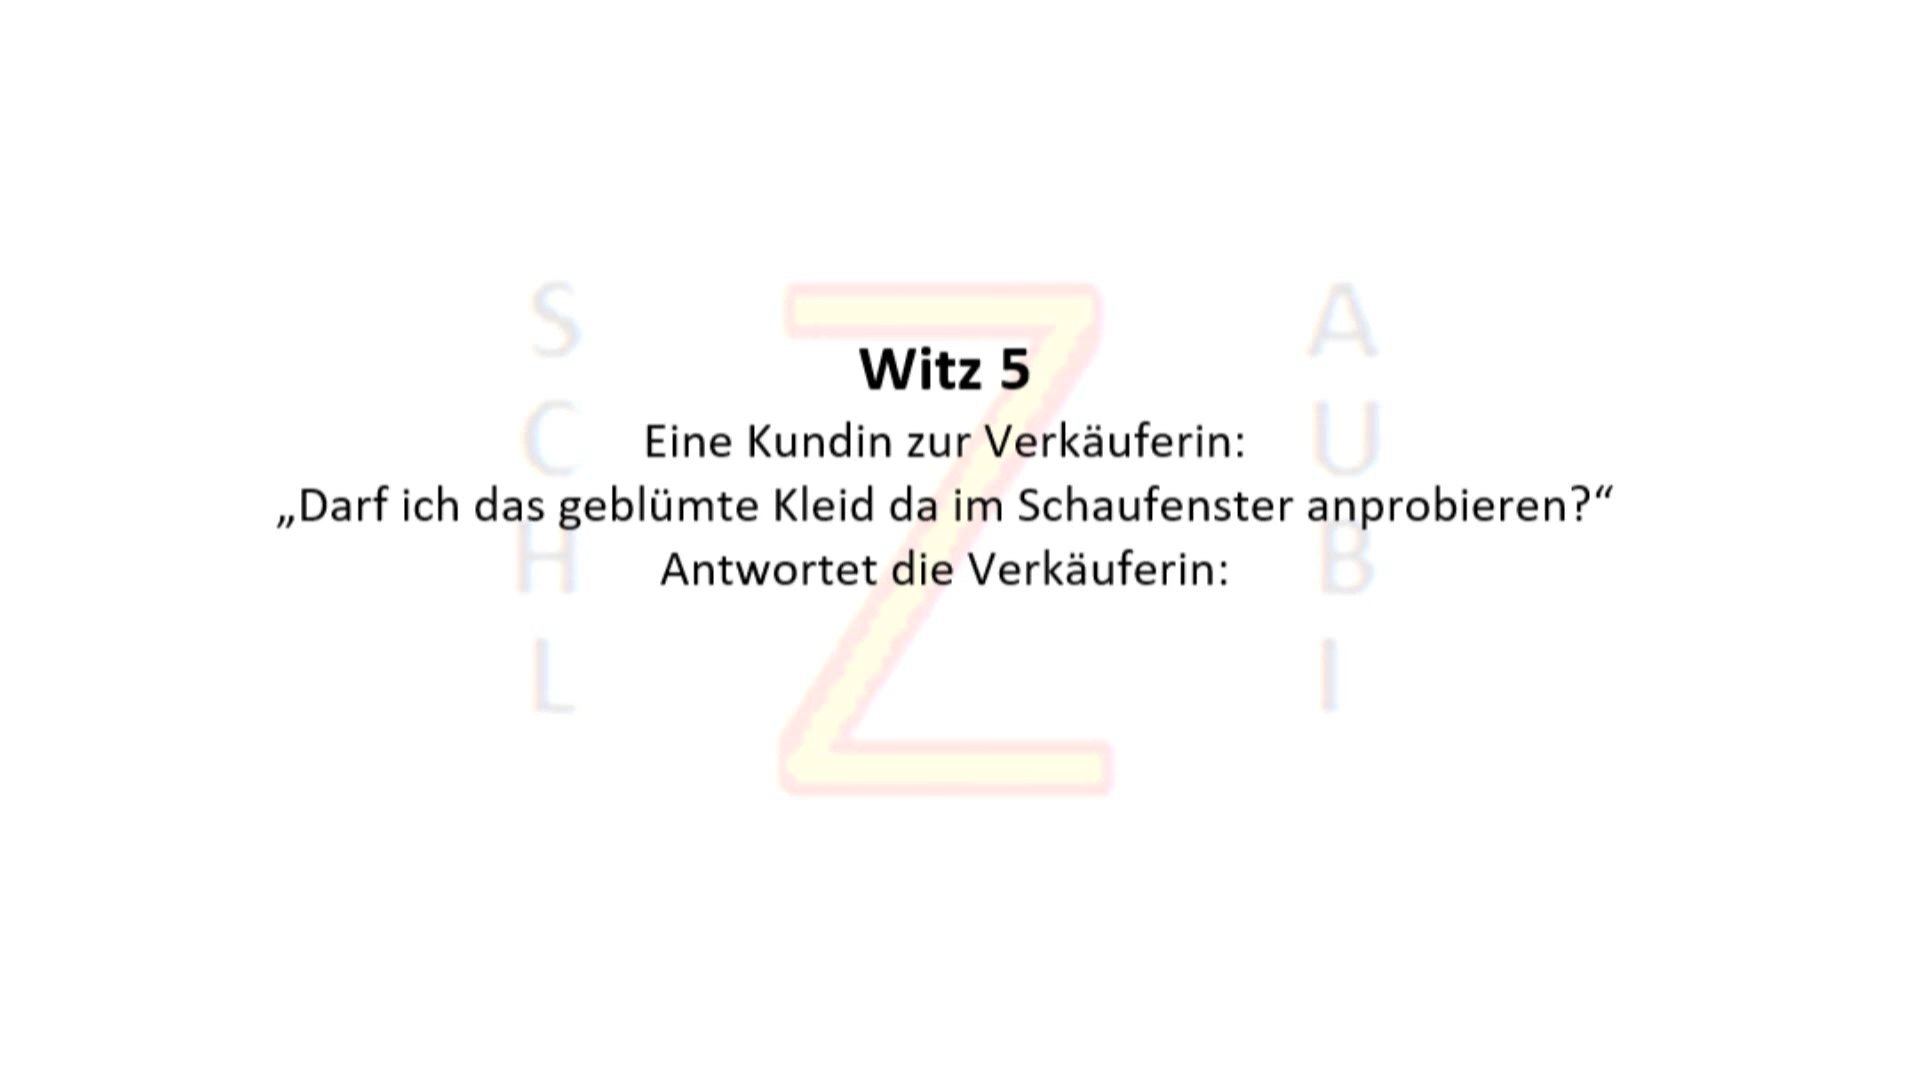 Witz 5
Eine Kundin zur Verkäuferin:
„Darf ich das geblümte Kleid da im Schaufenster anprobieren?“
Antwortet die Verkäuferin:
S
C
H
L
Z
A
U
B
I